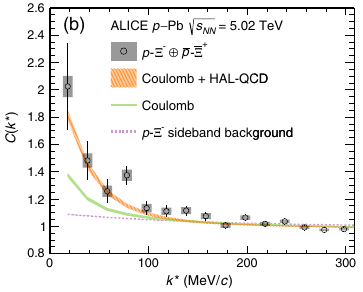 (b) ALICE p–Pb √sNN = 5.02 TeV
p-Ξ⁻ ⊕ p̄-Ξ̄⁺
Coulomb + HAL-QCD
Coulomb
p-Ξ⁻ sideband background
C(k*)
2.6
2.4
2.2
2
1.8
1.6
1.4
1.2
1
0.8
0 100 200 300
k* (MeV/c)